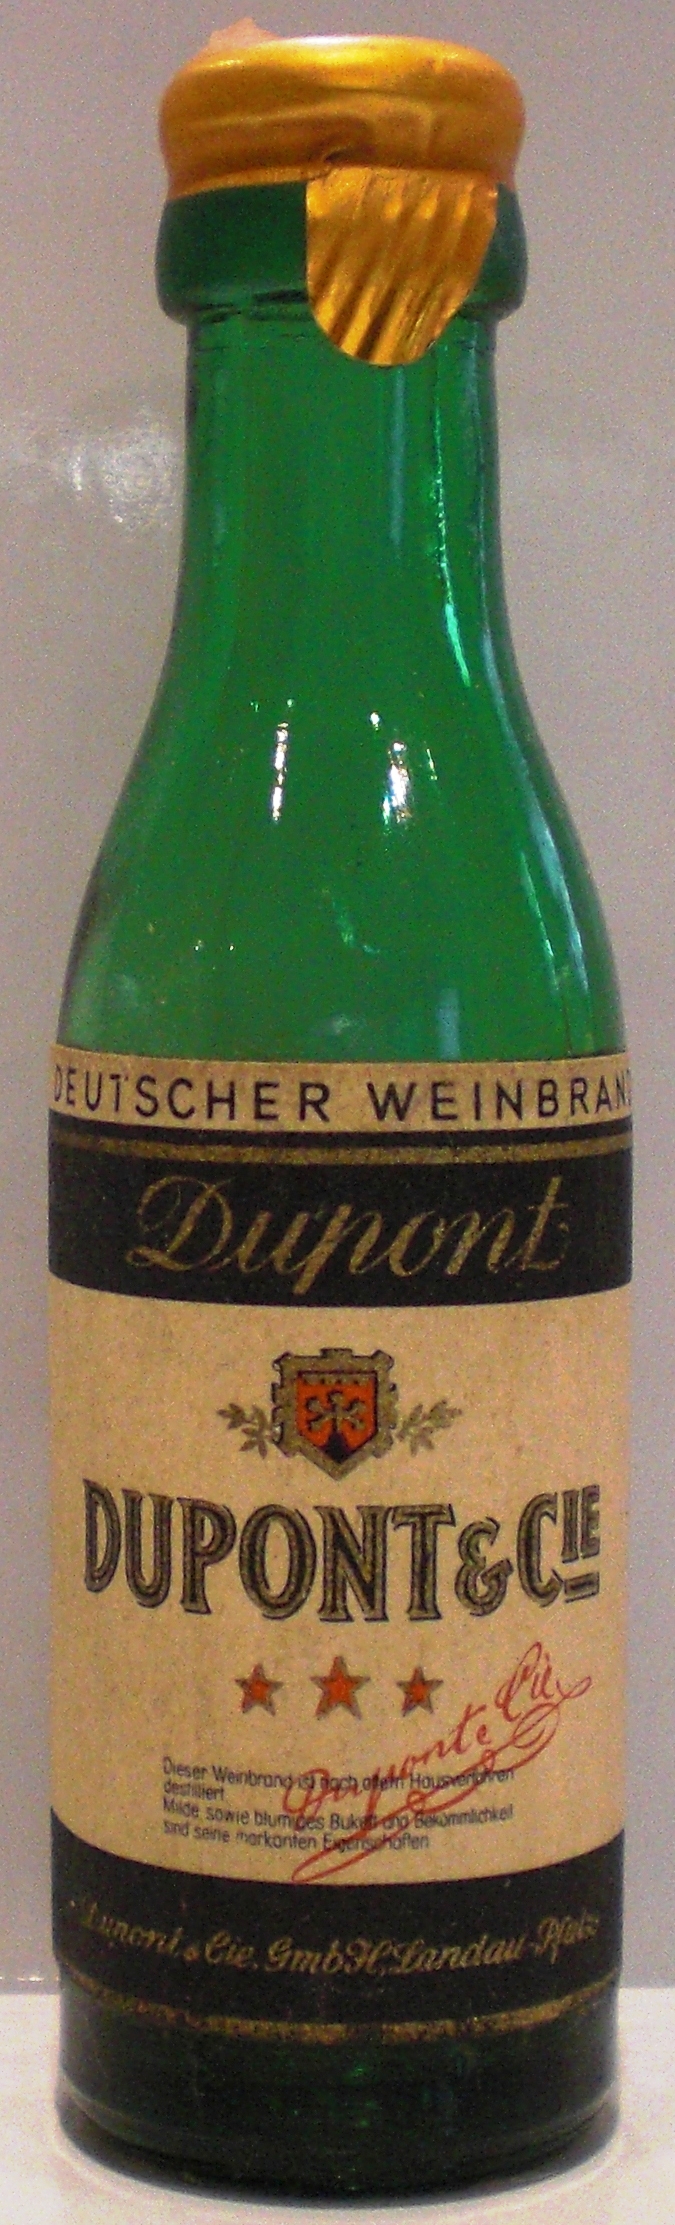 DEUTSCHER WEINBRAND
Dupont
DUPONT & CIE
Dupont & Cie
Dieser Weinbrand ist nach altem Hausverfahren
destilliert.
Milde sowie blumiges Bukett und Bekömmlichkeit
sind seine markanten Eigenschaften
Dupont & Cie. GmbH, Landau-Pfalz